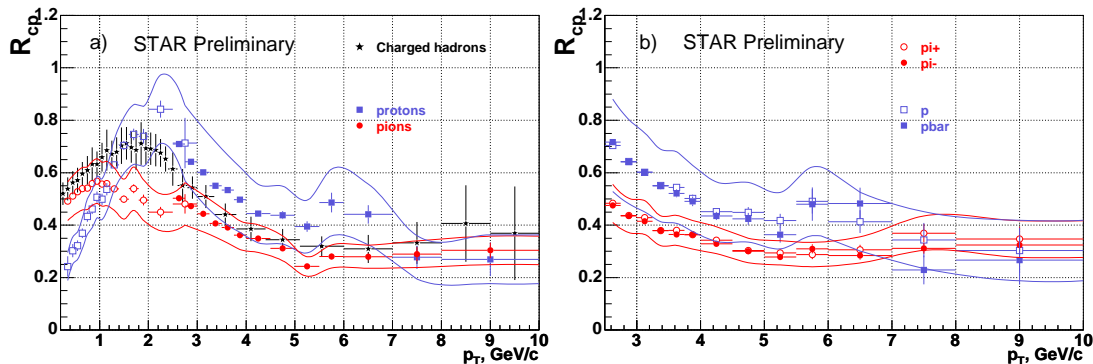 R_cp
a) STAR Preliminary
Charged hadrons
protons
pions
1.2
1
0.8
0.6
0.4
0.2
0
0 1 2 3 4 5 6 7 8 9 10
p_T, GeV/c
R_cp
b) STAR Preliminary
pi+
pi-
p
pbar
1.2
1
0.8
0.6
0.4
0.2
0
3 4 5 6 7 8 9 10
p_T, GeV/c